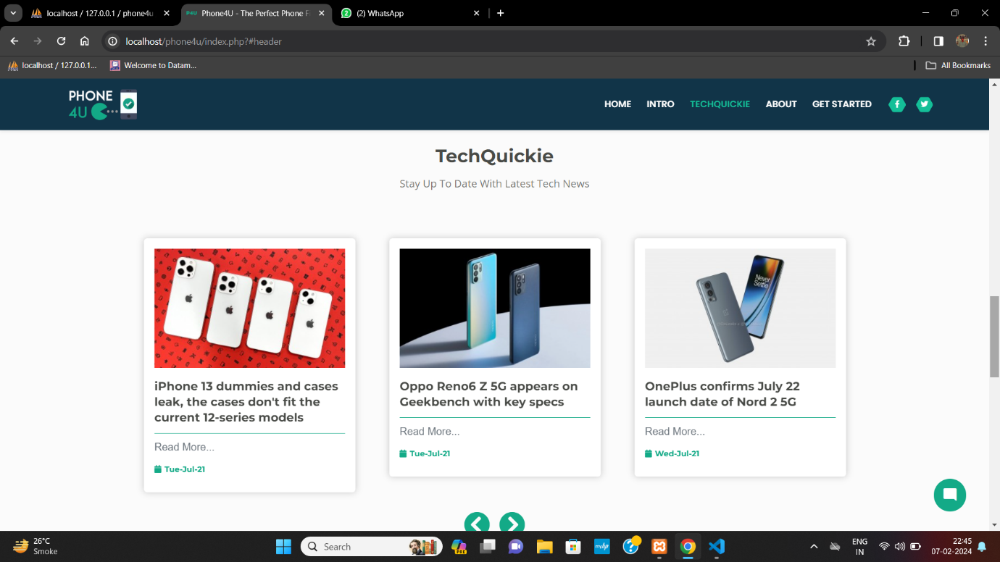 localhost / 127.0.0.1 / phone4u
P4U Phone4U - The Perfect Phone F
2 (2) WhatsApp
localhost/phone4u/index.php?#header
localhost / 127.0.0.1...
Welcome to Datam...
All Bookmarks
PHONE
4U
HOME
INTRO
TECHQUICKIE
ABOUT
GET STARTED
TechQuickie
Stay Up To Date With Latest Tech News
iPhone 13 dummies and cases
leak, the cases don't fit the
current 12-series models
Read More...
Tue-Jul-21
Never
Settle
Oppo Reno6 Z 5G appears on
Geekbench with key specs
Read More...
Tue-Jul-21
OnePlus confirms July 22
launch date of Nord 2 5G
Read More...
Wed-Jul-21
26°C
Smoke
Search
PRE
myhp
ENG
IN
22:45
07-02-2024